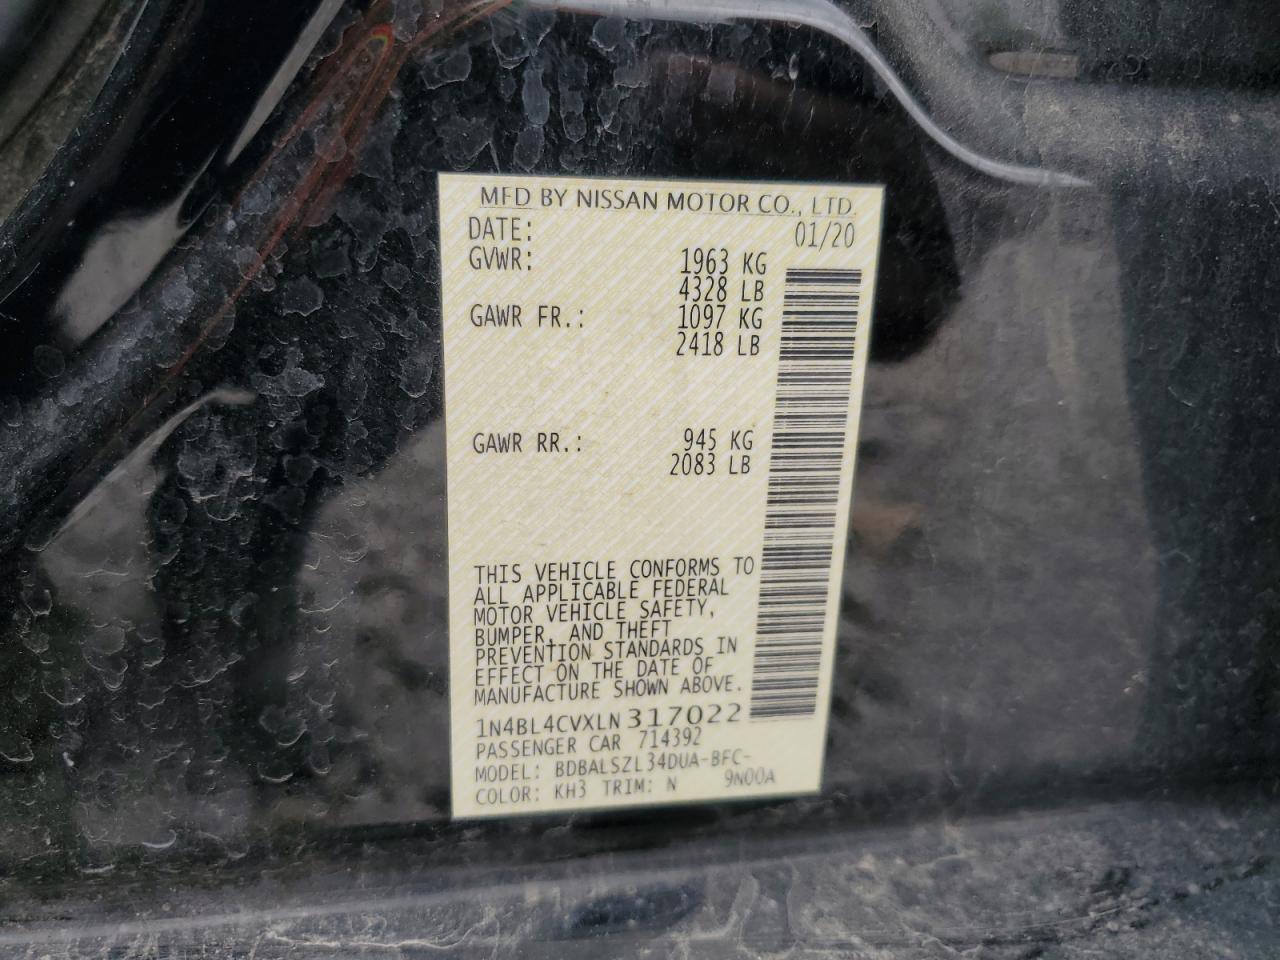 MFD BY NISSAN MOTOR CO., LTD.
DATE: 01/20
GVWR: 1963 KG
4328 LB
GAWR FR.: 1097 KG
2418 LB
GAWR RR.: 945 KG
2083 LB
THIS VEHICLE CONFORMS TO
ALL APPLICABLE FEDERAL
MOTOR VEHICLE SAFETY,
BUMPER, AND THEFT
PREVENTION STANDARDS IN
EFFECT ON THE DATE OF
MANUFACTURE SHOWN ABOVE.
1N4BL4CVXLN317022
PASSENGER CAR 714392
MODEL: BDBALSZL34DUA-BFC-
9N00A
COLOR: KH3 TRIM: N